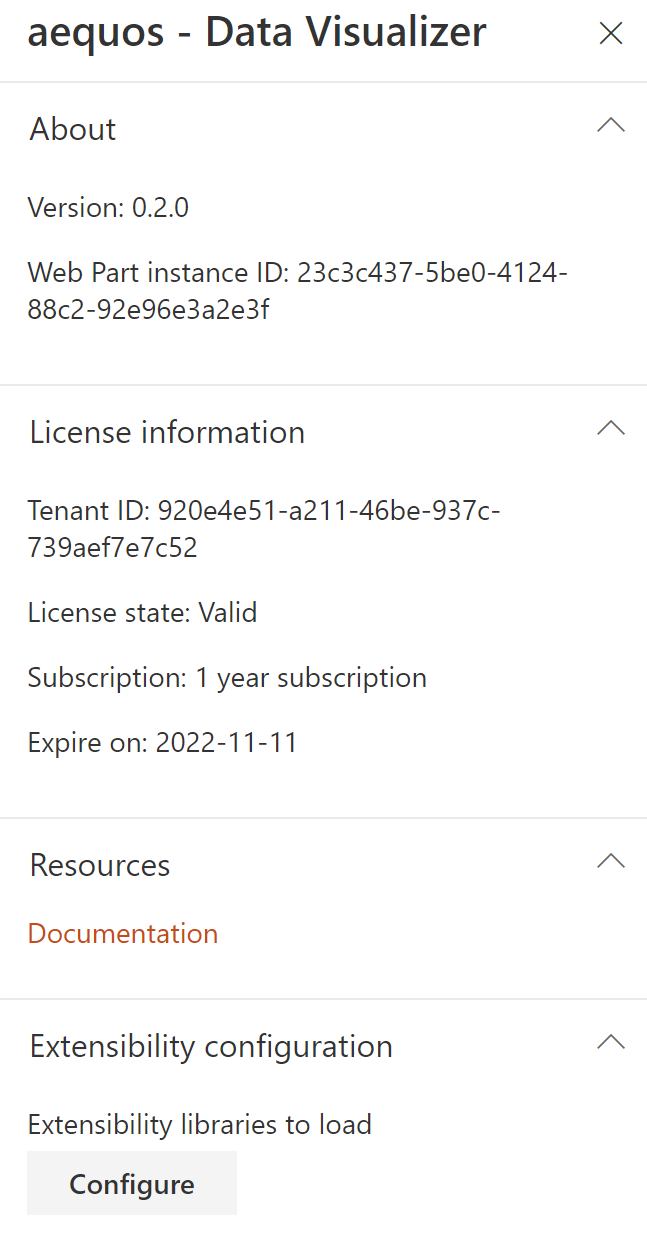 aequos - Data Visualizer
About
Version: 0.2.0
Web Part instance ID: 23c3c437-5be0-4124-
88c2-92e96e3a2e3f
License information
Tenant ID: 920e4e51-a211-46be-937c-
739aef7e7c52
License state: Valid
Subscription: 1 year subscription
Expire on: 2022-11-11
Resources
Documentation
Extensibility configuration
Extensibility libraries to load
Configure